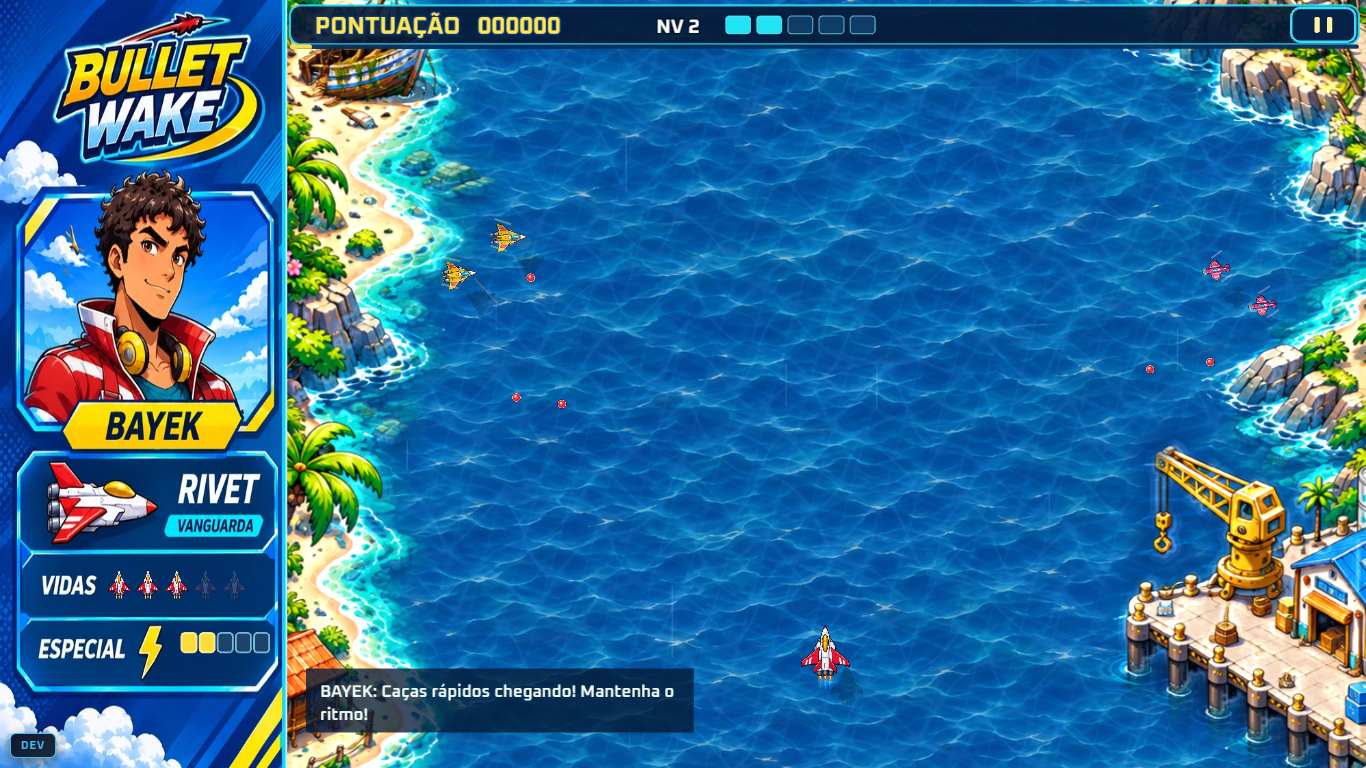 BULLET
WAKE
PONTUAÇÃO 000000
NV 2
BAYEK
RIVET
VANGUARDA
VIDAS
ESPECIAL
BAYEK: Caças rápidos chegando! Mantenha o
ritmo!
DEV